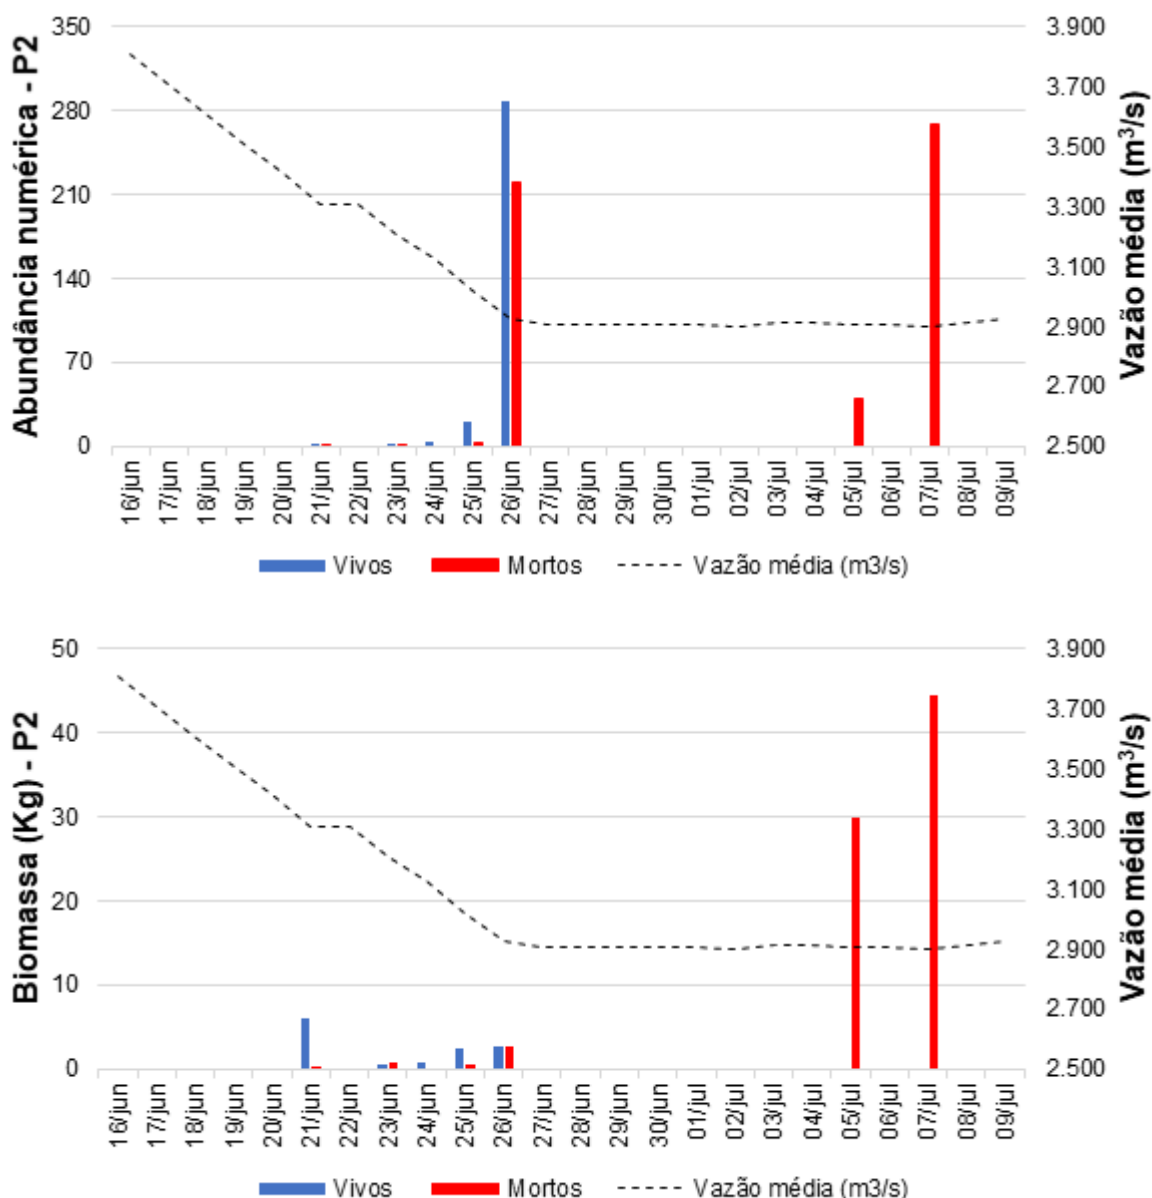 Abundância numérica - P2
350
280
210
140
70
0
3.900
3.700
3.500
3.300
3.100
2.900
2.700
2.500
Vazão média (m³/s)
16/jun
17/jun
18/jun
19/jun
20/jun
21/jun
22/jun
23/jun
24/jun
25/jun
26/jun
27/jun
28/jun
29/jun
30/jun
01/jul
02/jul
03/jul
04/jul
05/jul
06/jul
07/jul
08/jul
09/jul
Vivos Mortos Vazão média (m3/s)
Biomassa (Kg) - P2
50
40
30
20
10
0
3.900
3.700
3.500
3.300
3.100
2.900
2.700
2.500
Vazão média (m³/s)
16/jun
17/jun
18/jun
19/jun
20/jun
21/jun
22/jun
23/jun
24/jun
25/jun
26/jun
27/jun
28/jun
29/jun
30/jun
01/jul
02/jul
03/jul
04/jul
05/jul
06/jul
07/jul
08/jul
09/jul
Vivos Mortos Vazão média (m3/s)